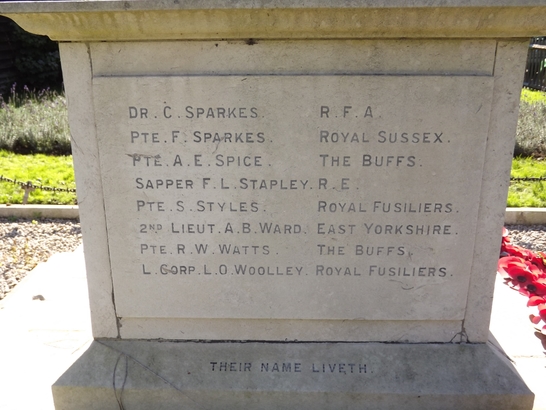 DR. C. SPARKES. R.F.A.
PTE. F. SPARKES. ROYAL SUSSEX.
PTE. A.E. SPICE. THE BUFFS.
SAPPER F.L. STAPLEY. R.E.
PTE. S. STYLES. ROYAL FUSILIERS.
2ND LIEUT. A.B. WARD. EAST YORKSHIRE.
PTE. R.W. WATTS. THE BUFFS.
L. CORP. L.O. WOOLLEY. ROYAL FUSILIERS.
THEIR NAME LIVETH.